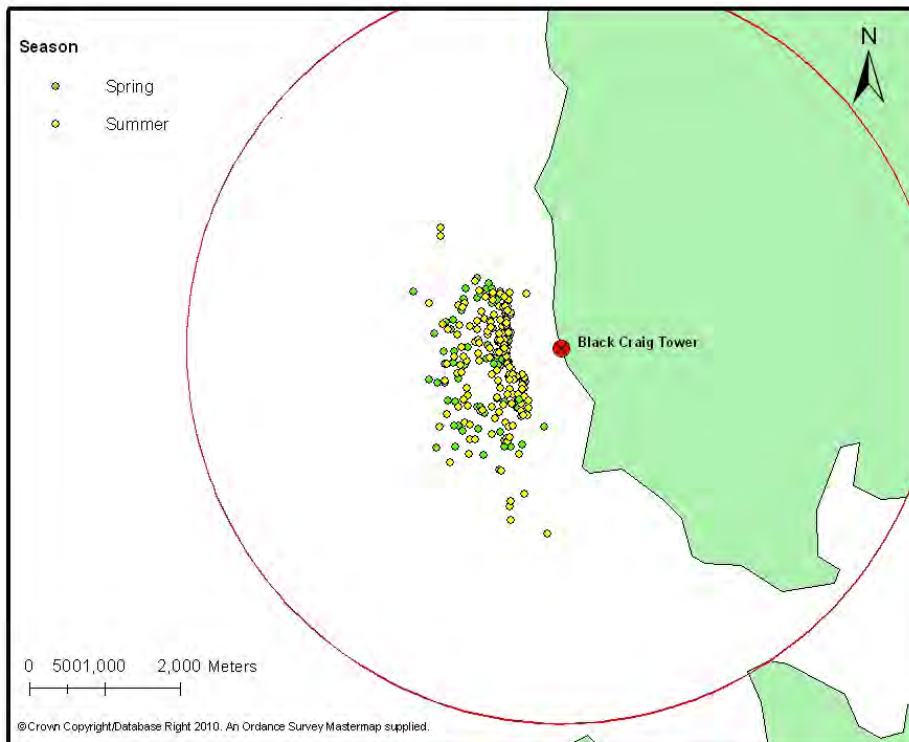 Season
Spring
Summer
N
Black Craig Tower
0 5001,000 2,000 Meters
©Crown Copyright/Database Right 2010. An Ordance Survey Mastermap supplied.